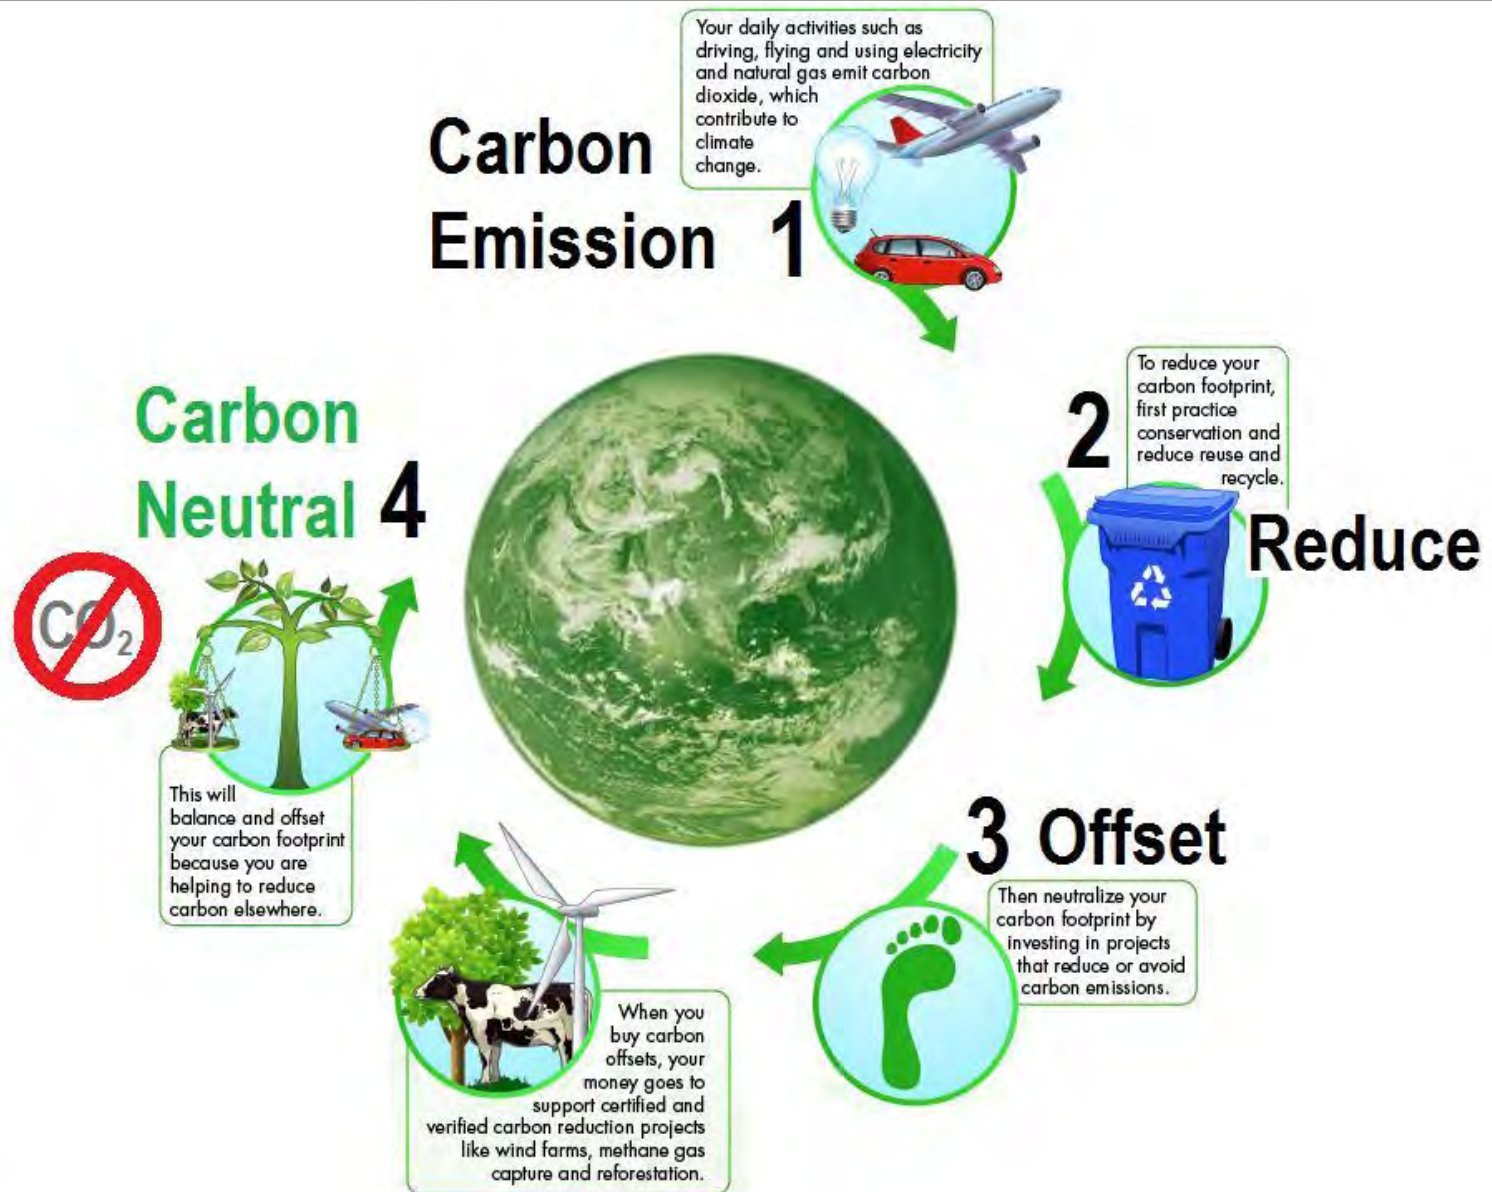 Your daily activities such as
driving, flying and using electricity
and natural gas emit carbon
dioxide, which
contribute to
climate
change.
Carbon
Emission 1
To reduce your
carbon footprint,
first practice
conservation and
reduce reuse and
recycle.
2
Reduce
3 Offset
Then neutralize your
carbon footprint by
investing in projects
that reduce or avoid
carbon emissions.
When you
buy carbon
offsets, your
money goes to
support certified and
verified carbon reduction projects
like wind farms, methane gas
capture and reforestation.
Carbon
Neutral 4
CO2
This will
balance and offset
your carbon footprint
because you are
helping to reduce
carbon elsewhere.